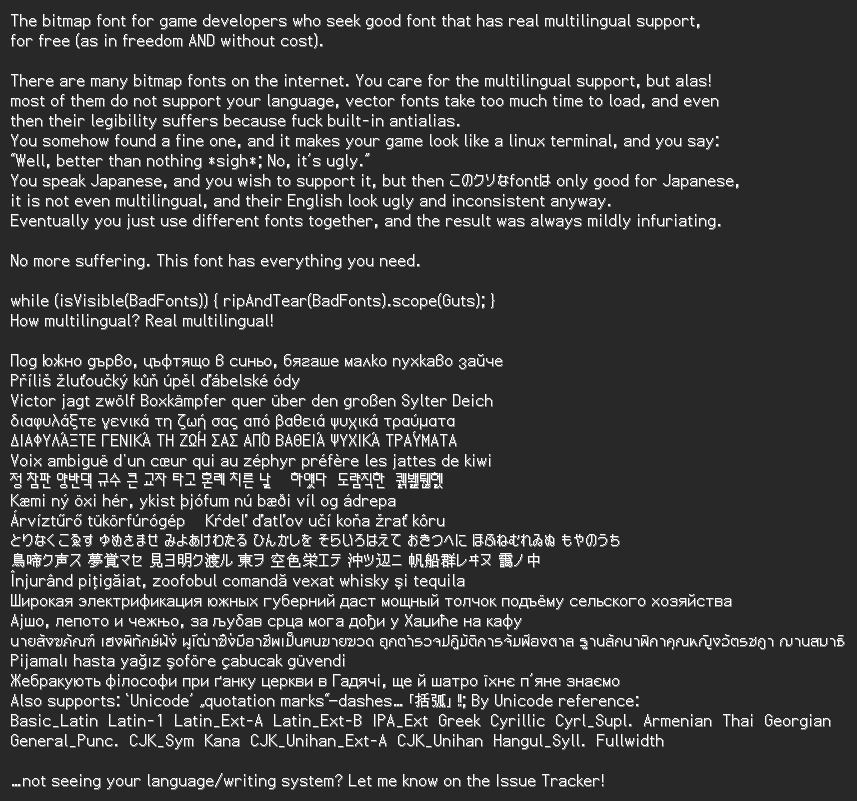 The bitmap font for game developers who seek good font that has real multilingual support,
for free (as in freedom AND without cost).
There are many bitmap fonts on the internet. You care for the multilingual support, but alas!
most of them do not support your language, vector fonts take too much time to load, and even
then their legibility suffers because fuck built-in antialias.
You somehow found a fine one, and it makes your game look like a linux terminal, and you say:
“Well, better than nothing *sigh*; No, it's ugly.”
You speak Japanese, and you wish to support it, but then このクソなfontは only good for Japanese,
it is not even multilingual, and their English look ugly and inconsistent anyway.
Eventually you just use different fonts together, and the result was always mildly infuriating.
No more suffering. This font has everything you need.
while (isVisible(BadFonts)) { ripAndTear(BadFonts).scope(Guts); }
How multilingual? Real multilingual!
Под южно дърво, цъфтящо в синьо, бягаше малко пухкаво зайче
Příliš žluťoučký kůň úpěl ďábelské ódy
Victor jagt zwölf Boxkämpfer quer über den großen Sylter Deich
διαφυλάξτε γενικά τη ζωή σας από βαθειά ψυχικά τραύματα
ΔΙΑΦΥΛΆΞΤΕ ΓΕΝΙΚΆ ΤΗ ΖΩΉ ΣΑΣ ΑΠΌ ΒΑΘΕΙΆ ΨΥΧΙΚΆ ΤΡΑΎΜΑΤΑ
Voix ambiguë d'un cœur qui au zéphyr préfère les jattes de kiwi
정 참판 양반댁 규수 큰 교자 타고 혼례 치른 날
Kæmi ný öxi hér, ykist þjófum nú bæði víl og ádrepa
Árvíztűrő tükörfúrógép Kŕdeľ ďatľov učí koňa žrať kôru
とりなくこゑす ゆめさませ みよあけわたる ひんかしを そらいろはえて おきつへに ほふねむれゐぬ もやのうち
鳥啼ク声ス 夢覚マセ 見ヨ明ク渡ル 東ヲ 空色栄エテ 沖ツ辺ニ 帆船群レヰヌ 靄ノ中
Înjurând pițigăiat, zoofobul comandă vexat whisky și tequila
Широкая электрификация южных губерний даст мощный толчок подъёму сельского хозяйства
Ајшо, лепото и чежњо, за љубав срца мога дођи у Хаџиће на кафу
นายสังฆภัณฑ์ เฮงพิทักษ์ฝั่ง ผู้เฒ่าซึ่งมีอาชีพเป็นฅนขายฃวด ถูกตำรวจปฏิบัติการจับฟ้องศาล ฐานลักนาฬิกาคุณหญิงฉัตรชฎา ฌานสมาธิ
Pijamalı hasta yağız şoföre çabucak güvendi
Жебракують філософи при ґанку церкви в Гадячі, ще й шатро їхнє п'яне знаємо
Also supports: ‛Unicode’ „quotation marks“—dashes… 「括弧」‼; By Unicode reference:
Basic_Latin Latin-1 Latin_Ext-A Latin_Ext-B IPA_Ext Greek Cyrillic Cyrl_Supl. Armenian Thai Georgian
General_Punc. CJK_Sym Kana CJK_Unihan_Ext-A CJK_Unihan Hangul_Syll. Fullwidth
…not seeing your language/writing system? Let me know on the Issue Tracker!